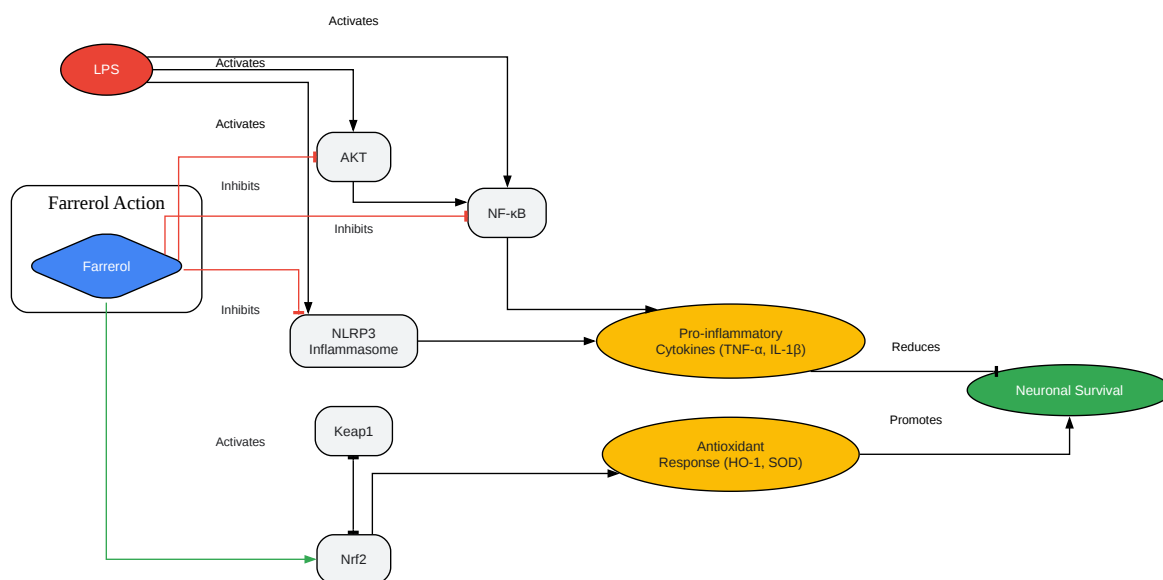 Activates
LPS
Activates
Activates
AKT
Inhibits
Farrerol Action
NF-κB
Inhibits
Farrerol
Inhibits
NLRP3
Inflammasome
Pro-inflammatory
Cytokines (TNF-α, IL-1β)
Reduces
Neuronal Survival
Keap1
Activates
Promotes
Antioxidant
Response (HO-1, SOD)
Nrf2